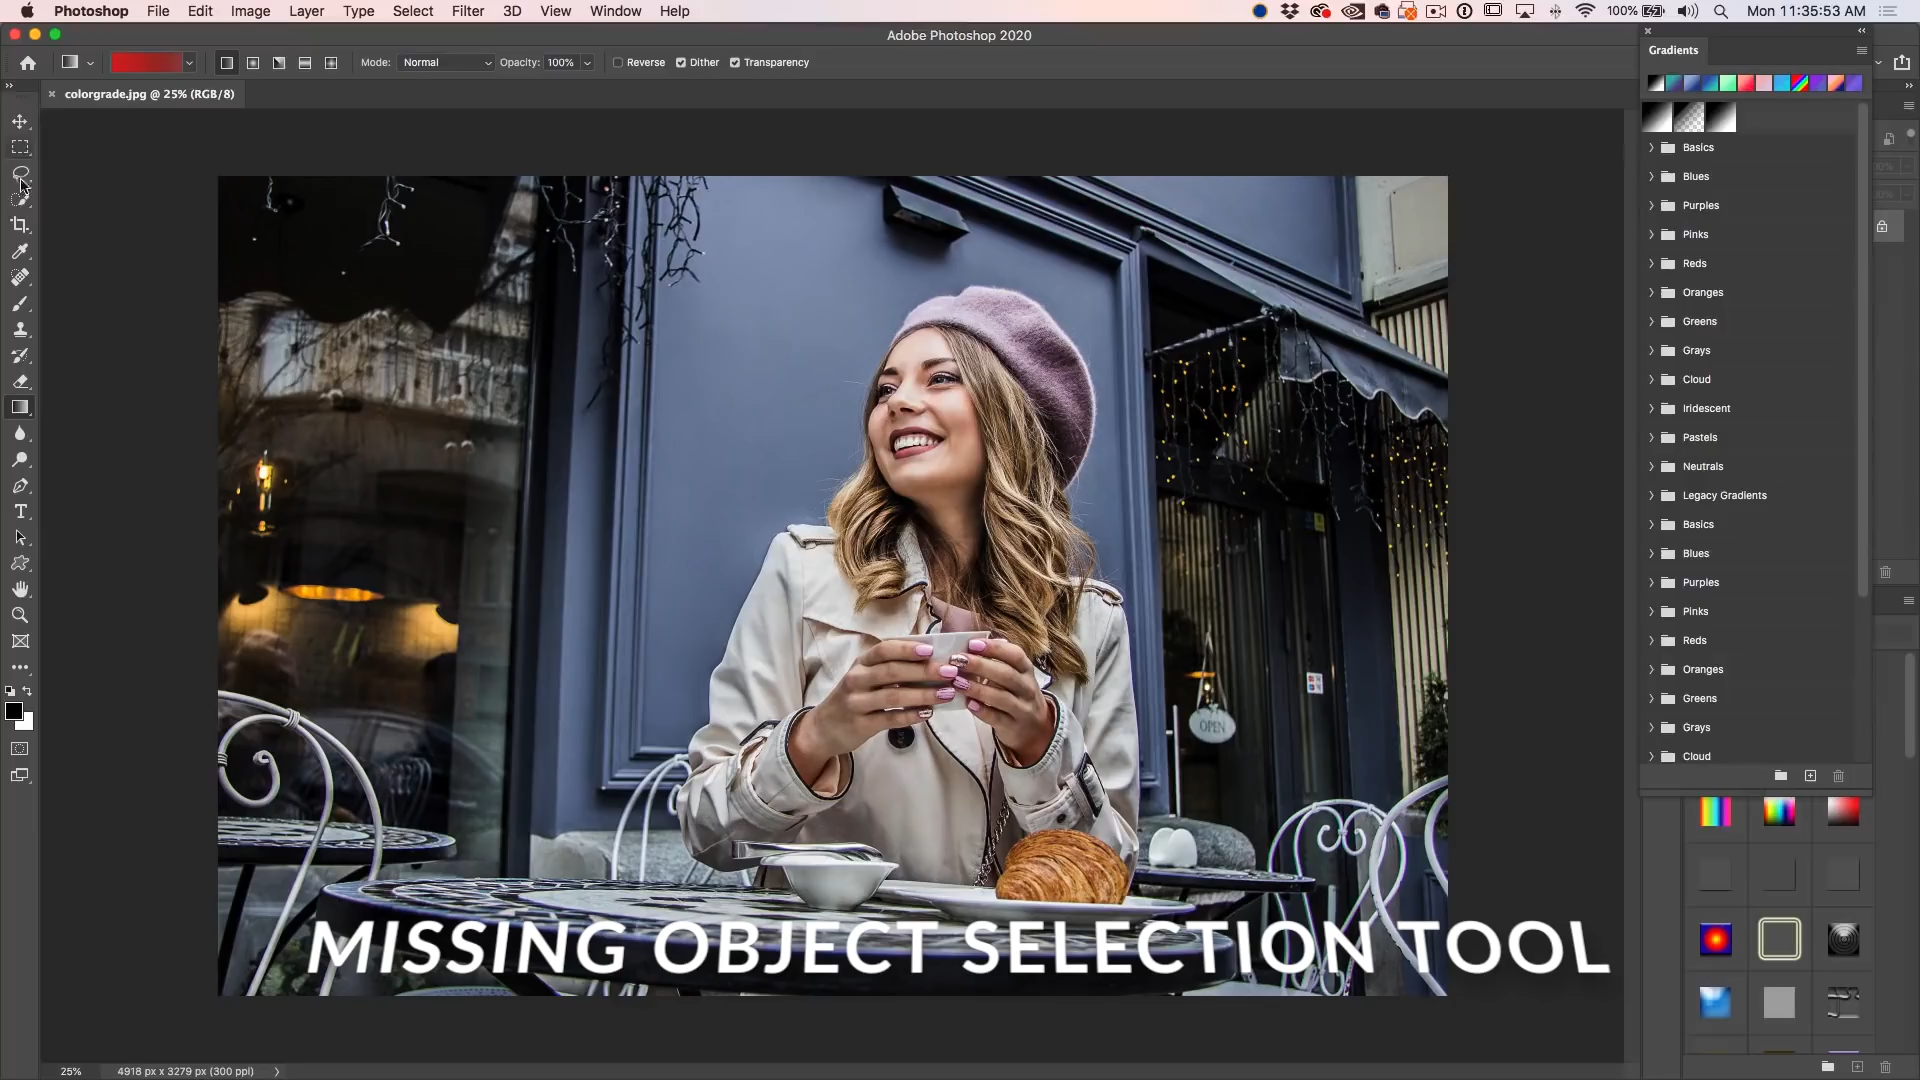 Photoshop File Edit Image Layer Type Select Filter 3D View Window Help 100% Mon 11:35:53 AM
Adobe Photoshop 2020
Mode: Normal Opacity: 100% Reverse Dither Transparency
colorgrade.jpg @ 25% (RGB/8)
Gradients
Basics
Blues
Purples
Pinks
Reds
Oranges
Greens
Grays
Cloud
Iridescent
Pastels
Neutrals
Legacy Gradients
Basics
Blues
Purples
Pinks
Reds
Oranges
Greens
Grays
Cloud
OPEN
MISSING OBJECT SELECTION TOOL
25% 4918 px x 3279 px (300 ppi)